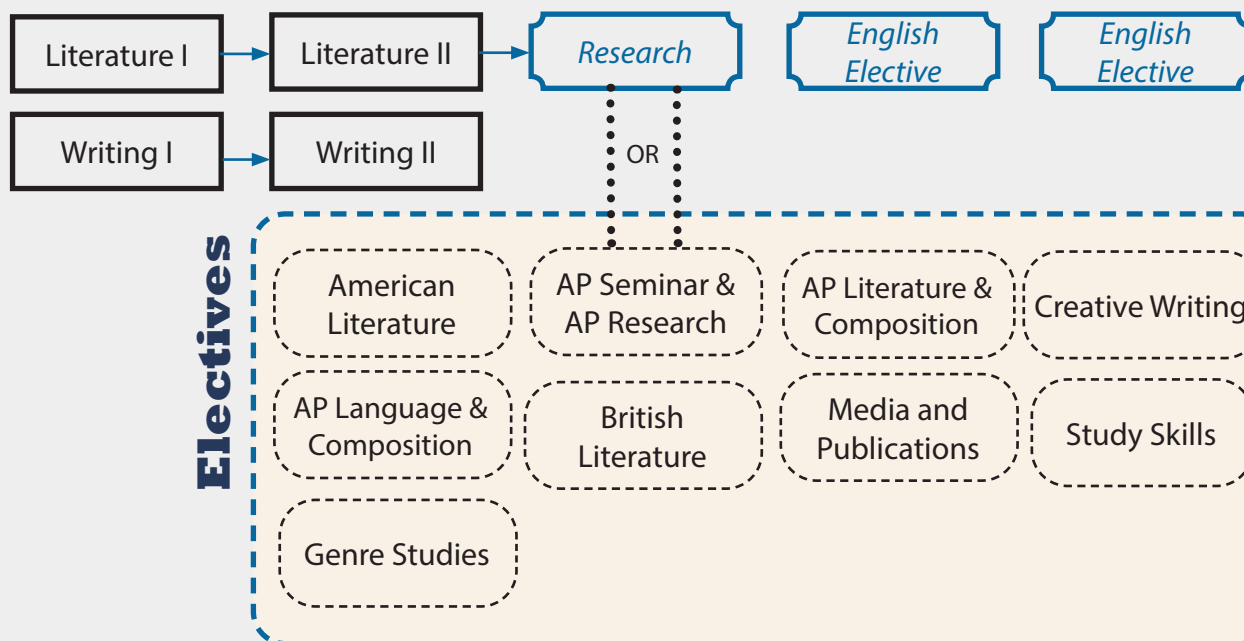 Literature I
Literature II
Research
English
Elective
English
Elective
Writing I
Writing II
OR
Electives
American
Literature
AP Seminar &
AP Research
AP Literature &
Composition
Creative Writing
AP Language &
Composition
British
Literature
Media and
Publications
Study Skills
Genre Studies